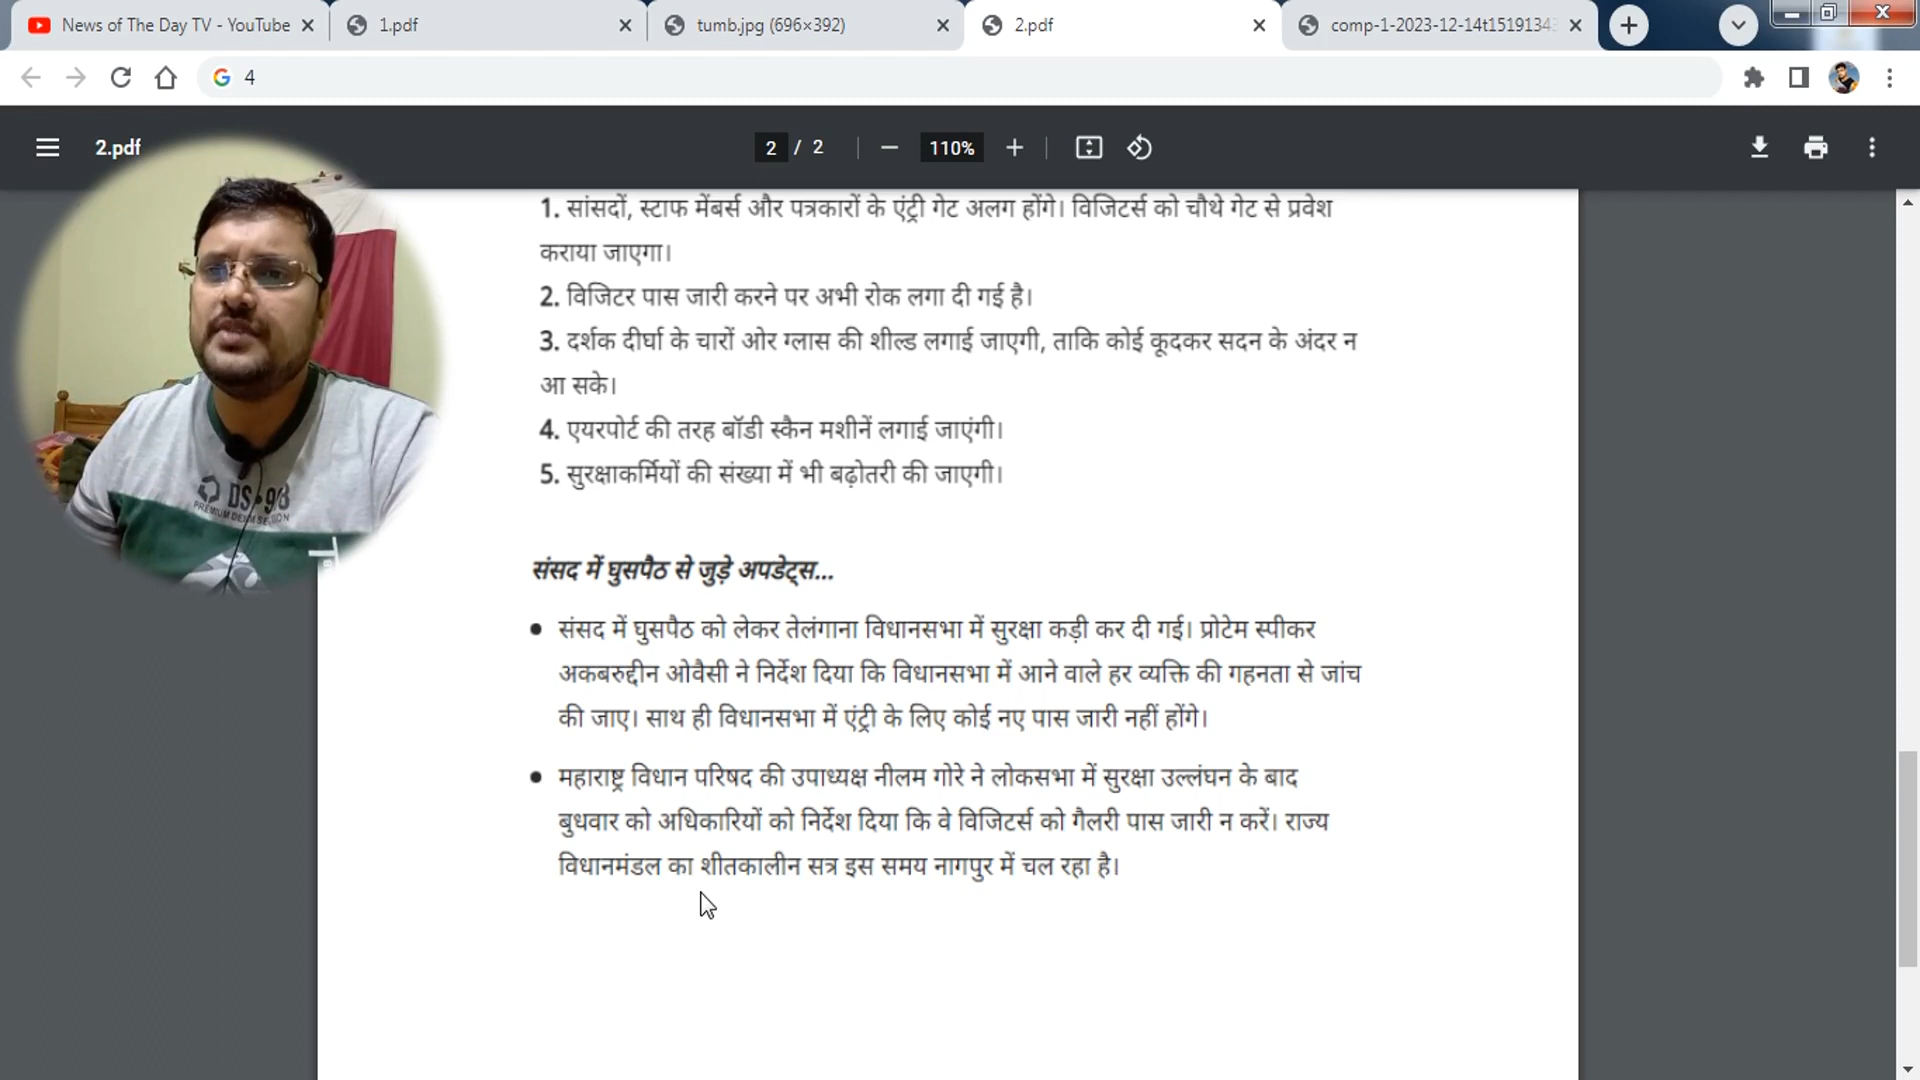 News of The Day TV - YouTube
1.pdf
tumb.jpg (696×392)
2.pdf
comp-1-2023-12-14t1519134
4
2.pdf
2 / 2
110%
1. सांसदों, स्टाफ मेंबर्स और पत्रकारों के एंट्री गेट अलग होंगे। विजिटर्स को चौथे गेट से प्रवेश
कराया जाएगा।
2. विजिटर पास जारी करने पर अभी रोक लगा दी गई है।
3. दर्शक दीर्घा के चारों ओर ग्लास की शील्ड लगाई जाएगी, ताकि कोई कूदकर सदन के अंदर न
आ सके।
4. एयरपोर्ट की तरह बॉडी स्कैन मशीनें लगाई जाएंगी।
5. सुरक्षाकर्मियों की संख्या में भी बढ़ोतरी की जाएगी।
DS-98
PREMIUM DENIM SECTION
संसद में घुसपैठ से जुड़े अपडेट्स...
• संसद में घुसपैठ को लेकर तेलंगाना विधानसभा में सुरक्षा कड़ी कर दी गई। प्रोटेम स्पीकर
अकबरुद्दीन ओवैसी ने निर्देश दिया कि विधानसभा में आने वाले हर व्यक्ति की गहनता से जांच
की जाए। साथ ही विधानसभा में एंट्री के लिए कोई नए पास जारी नहीं होंगे।
• महाराष्ट्र विधान परिषद की उपाध्यक्ष नीलम गोरे ने लोकसभा में सुरक्षा उल्लंघन के बाद
बुधवार को अधिकारियों को निर्देश दिया कि वे विजिटर्स को गैलरी पास जारी न करें। राज्य
विधानमंडल का शीतकालीन सत्र इस समय नागपुर में चल रहा है।